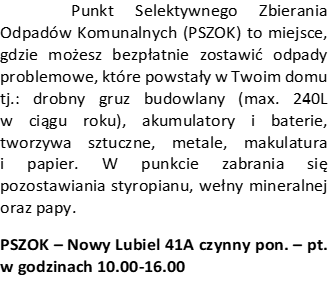 Punkt Selektywnego Zbierania
Odpadów Komunalnych (PSZOK) to miejsce,
gdzie możesz bezpłatnie zostawić odpady
problemowe, które powstały w Twoim domu
tj.: drobny gruz budowlany (max. 240L
w ciągu roku), akumulatory i baterie,
tworzywa sztuczne, metale, makulatura
i papier. W punkcie zabrania się
pozostawiania styropianu, wełny mineralnej
oraz papy.
PSZOK – Nowy Lubiel 41A czynny pon. – pt.
w godzinach 10.00-16.00